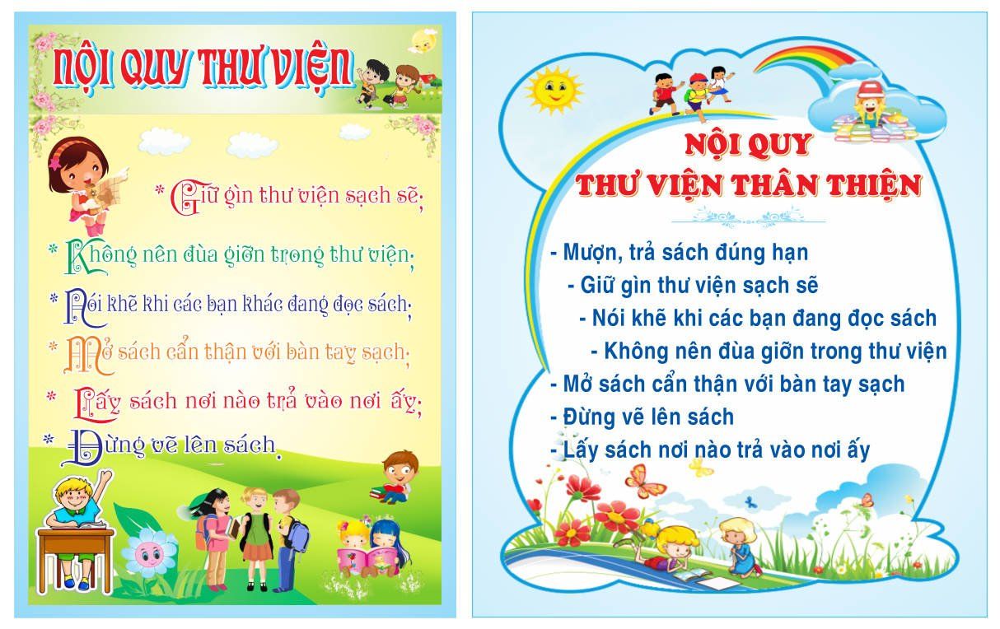 NỘI QUY THƯ VIỆN
* Giữ gìn thư viện sạch sẽ;
* Không nên đùa giỡn trong thư viện;
* Nói khẽ khi các bạn khác đang đọc sách;
* Mở sách cẩn thận với bàn tay sạch;
* Lấy sách nơi nào trả vào nơi ấy;
* Đừng vẽ lên sách.
NỘI QUY
THƯ VIỆN THÂN THIỆN
- Mượn, trả sách đúng hạn
- Giữ gìn thư viện sạch sẽ
- Nói khẽ khi các bạn đang đọc sách
- Không nên đùa giỡn trong thư viện
- Mở sách cẩn thận với bàn tay sạch
- Đừng vẽ lên sách
- Lấy sách nơi nào trả vào nơi ấy